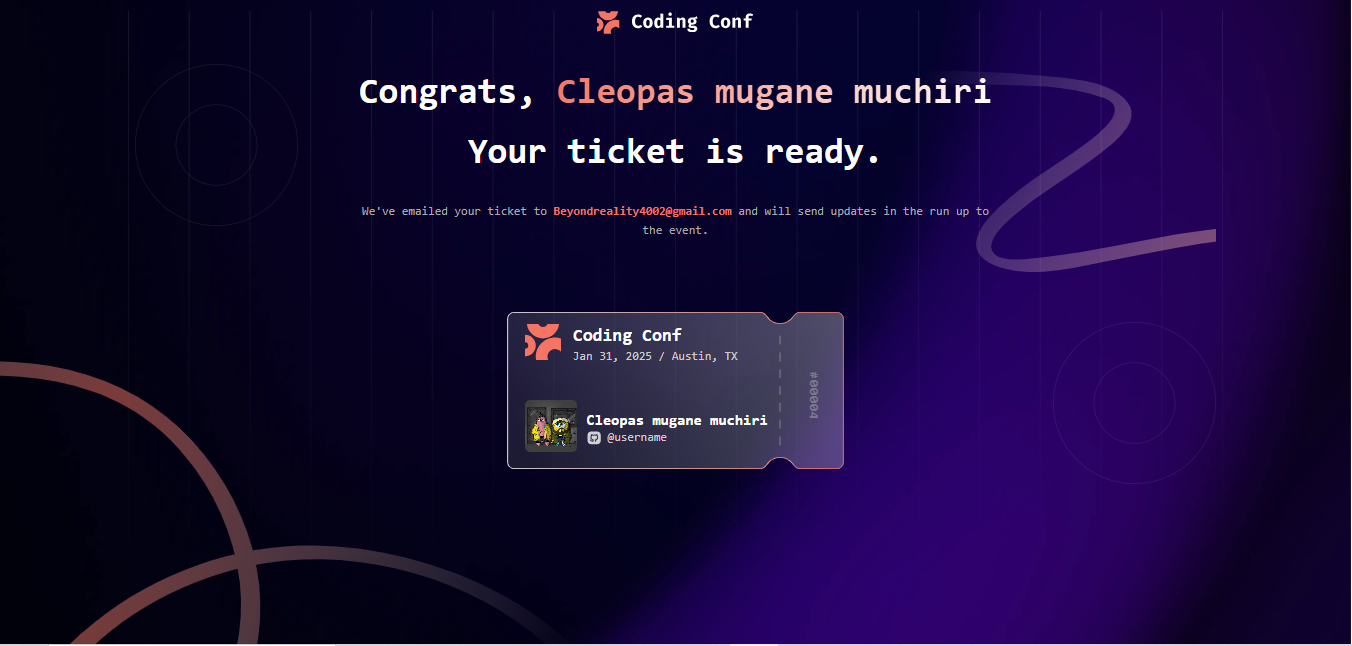 Coding Conf
Congrats, Cleopas mugane muchiri
Your ticket is ready.
We've emailed your ticket to Beyondreality4002@gmail.com and will send updates in the run up to
the event.
Coding Conf
Jan 31, 2025 / Austin, TX
#00004
Cleopas mugane muchiri
@username